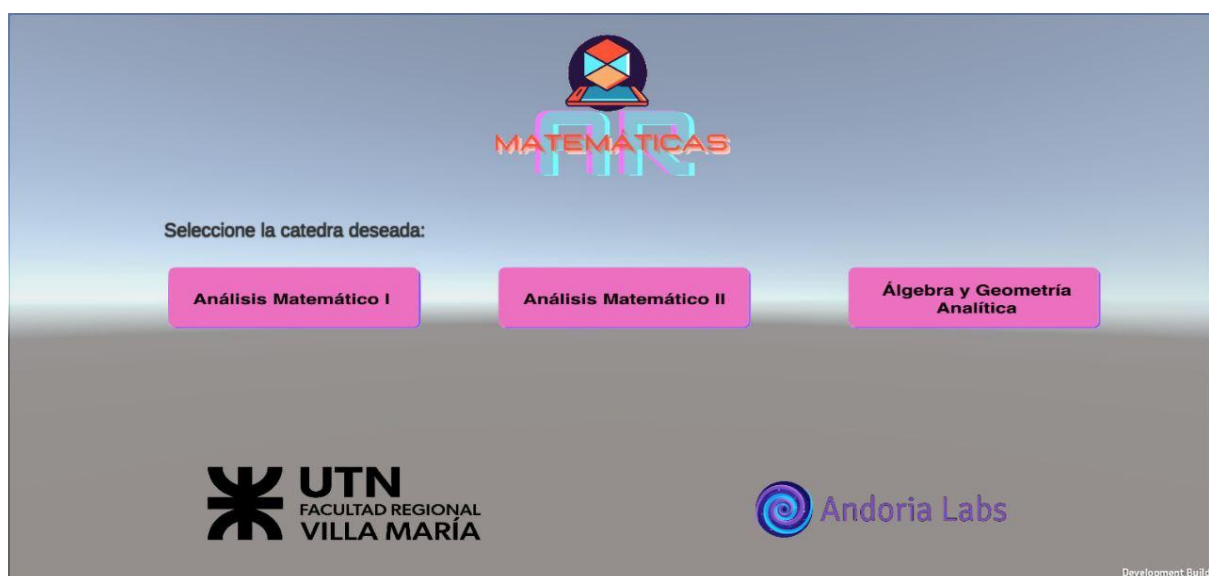 AR
MATEMÁTICAS
Seleccione la catedra deseada:
Análisis Matemático I
Análisis Matemático II
Álgebra y Geometría
Analítica
UTN
FACULTAD REGIONAL
VILLA MARÍA
Andoria Labs
Development Build